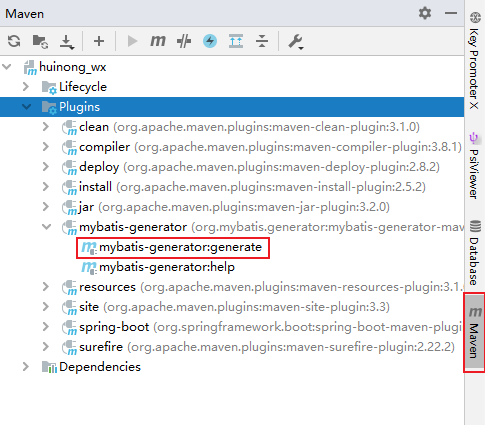 Maven
huinong_wx
Lifecycle
Plugins
clean (org.apache.maven.plugins:maven-clean-plugin:3.1.0)
compiler (org.apache.maven.plugins:maven-compiler-plugin:3.8.1)
deploy (org.apache.maven.plugins:maven-deploy-plugin:2.8.2)
install (org.apache.maven.plugins:maven-install-plugin:2.5.2)
jar (org.apache.maven.plugins:maven-jar-plugin:3.2.0)
mybatis-generator (org.mybatis.generator:mybatis-generator-mav
mybatis-generator:generate
mybatis-generator:help
resources (org.apache.maven.plugins:maven-resources-plugin:3.1.
site (org.apache.maven.plugins:maven-site-plugin:3.3)
spring-boot (org.springframework.boot:spring-boot-maven-plugin
surefire (org.apache.maven.plugins:maven-surefire-plugin:2.22.2)
Dependencies
Key Promoter X
PsiViewer
Database
Maven